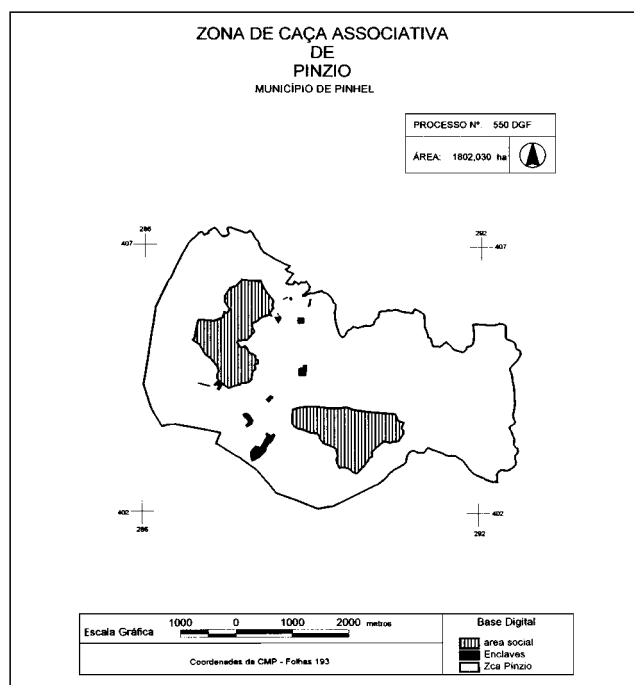 ZONA DE CAÇA ASSOCIATIVA
DE
PINZIO
MUNICÍPIO DE PINHEL
PROCESSO Nº. 550 DGF
ÁREA: 1802,030 ha
286
407
292
407
402
286
402
292
Escala Gráfica
1000 0 1000 2000 metros
Coordenadas da CMP - Folhas 193
Base Digital
area social
Enclaves
Zca Pinzio